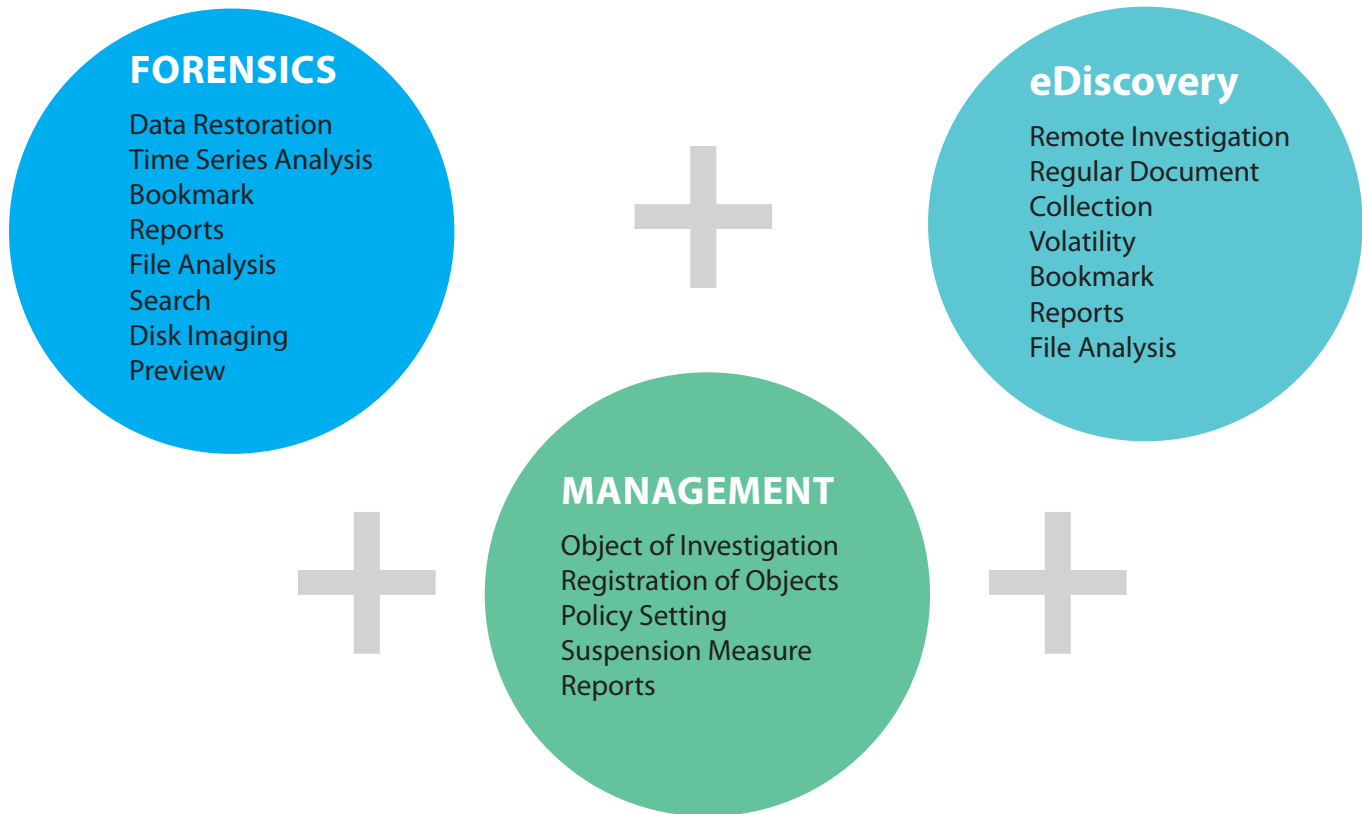 FORENSICS
Data Restoration
Time Series Analysis
Bookmark
Reports
File Analysis
Search
Disk Imaging
Preview
eDiscovery
Remote Investigation
Regular Document
Collection
Volatility
Bookmark
Reports
File Analysis
MANAGEMENT
Object of Investigation
Registration of Objects
Policy Setting
Suspension Measure
Reports